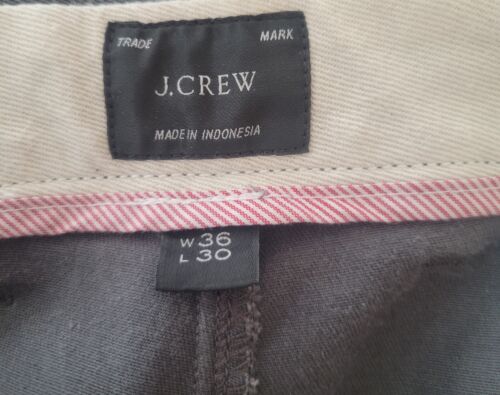 TRADE MARK
J.CREW
MADE IN INDONESIA
W 36
L 30